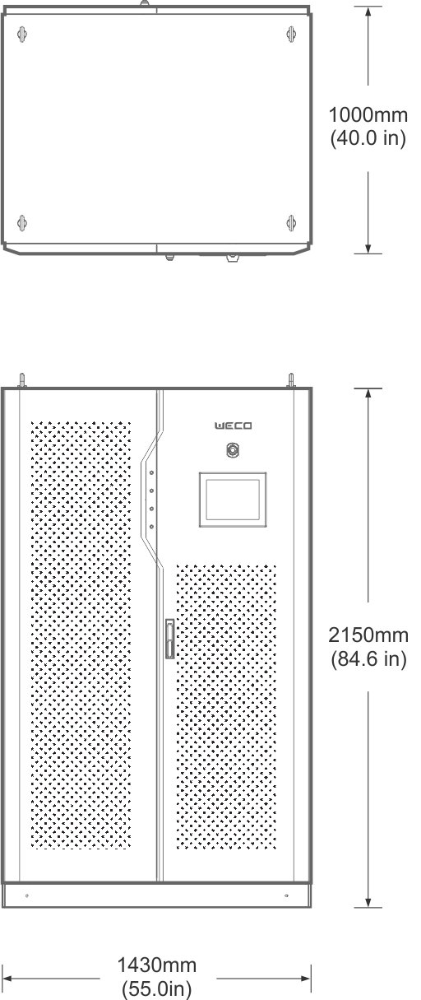 1000mm
(40.0 in)
WECO
2150mm
(84.6 in)
1430mm
(55.0in)